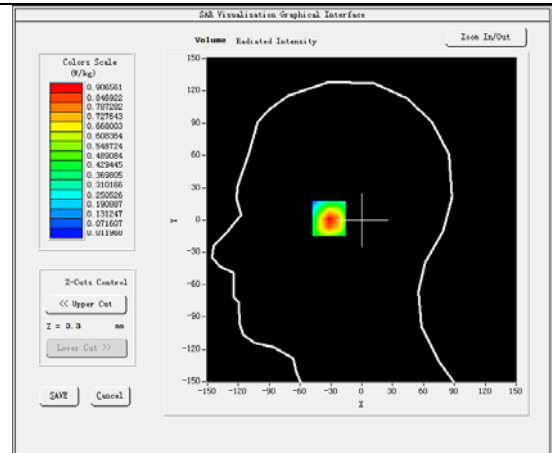 SAR Visualisation Graphical Interface
Volume Radiated Intensity
Zoom In/Out
Colors Scale
(W/kg)
0.906561
0.846922
0.787282
0.727643
0.668003
0.608364
0.548724
0.489084
0.429445
0.369805
0.310166
0.250526
0.190887
0.131247
0.071607
0.011968
Z-Cuts Control
<< Upper Cut
Z = 3.3 mm
Lower Cut >>
SAVE Cancel
150
120
90
60
30
Y 0
-30
-60
-90
-120
-150
-150 -120 -90 -60 -30 0 30 60 90 120 150
X